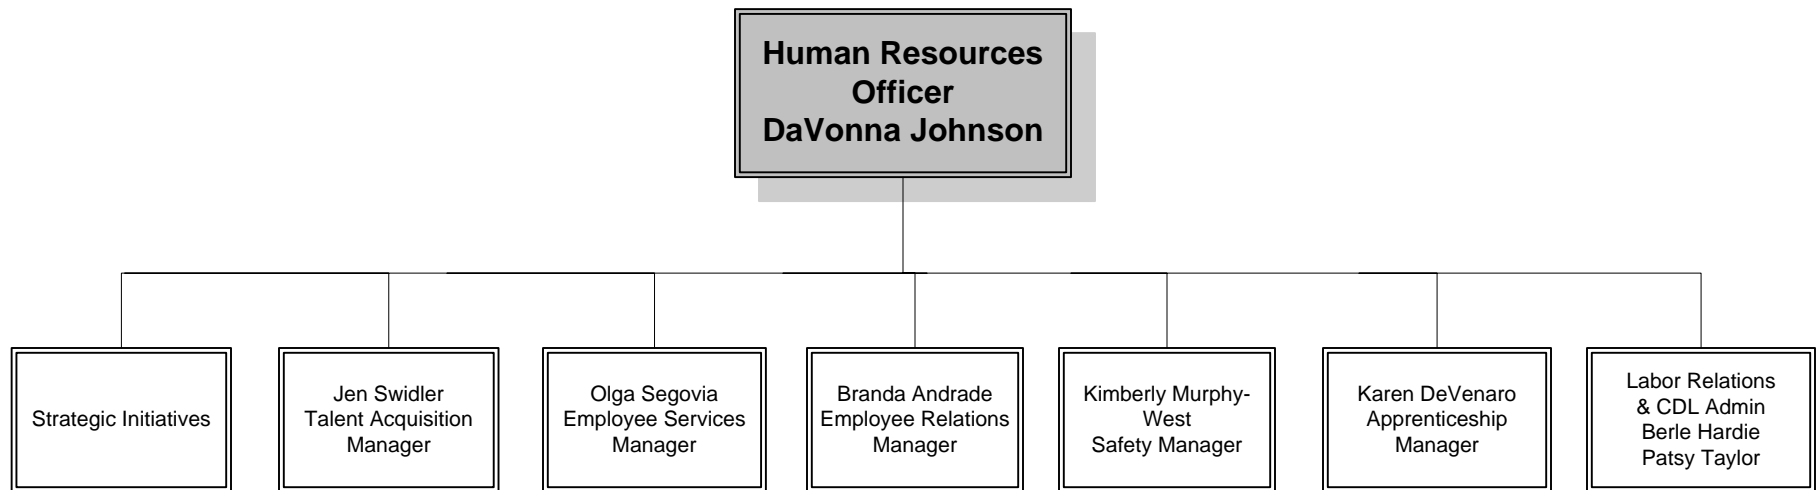 Human Resources
Officer
DaVonna Johnson
Strategic Initiatives
Jen Swidler
Talent Acquisition
Manager
Olga Segovia
Employee Services
Manager
Branda Andrade
Employee Relations
Manager
Kimberly Murphy-
West
Safety Manager
Karen DeVenaro
Apprenticeship
Manager
Labor Relations
& CDL Admin
Berle Hardie
Patsy Taylor